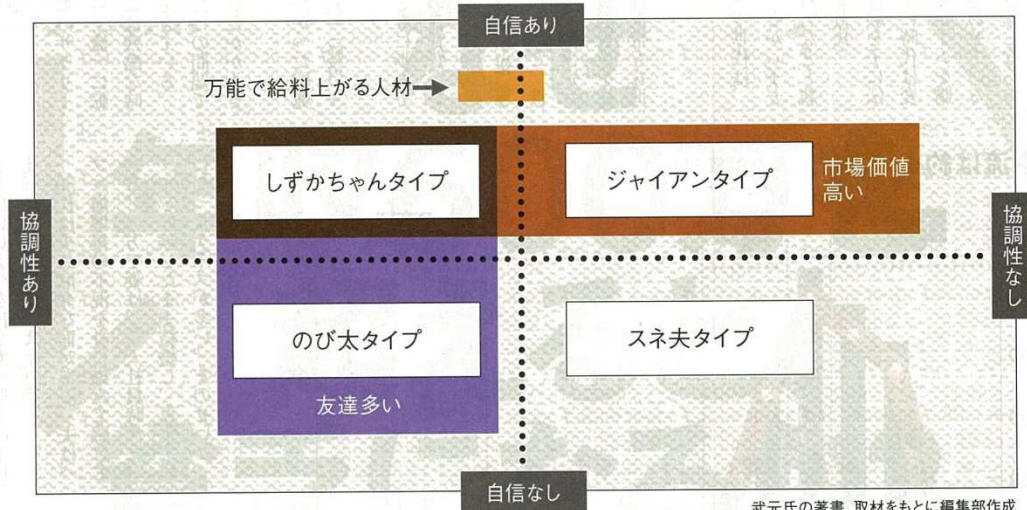 自信あり
万能で給料上がる人材→
しずかちゃんタイプ
ジャイアンタイプ
市場価値
高い
協調性あり
協調性なし
のび太タイプ
スネ夫タイプ
友達多い
自信なし
武元氏の著書、取材をもとに編集部作成